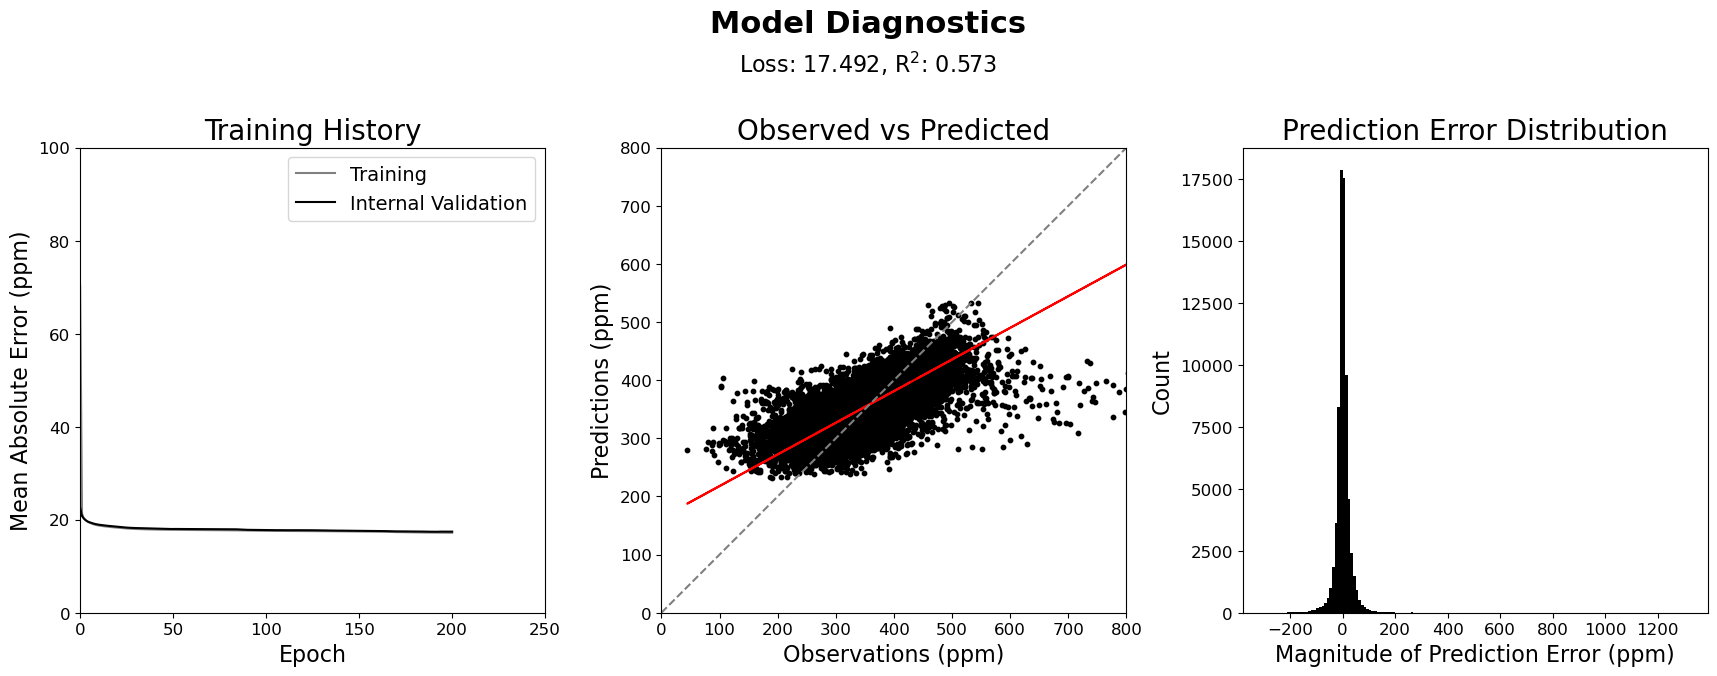 Model Diagnostics
Loss: 17.492, R²: 0.573
Training History
100
80
60
40
20
0
0 50 100 150 200 250
Mean Absolute Error (ppm)
Epoch
Training
Internal Validation
Observed vs Predicted
800
700
600
500
400
300
200
100
0
0 100 200 300 400 500 600 700 800
Predictions (ppm)
Observations (ppm)
Prediction Error Distribution
17500
15000
12500
10000
7500
5000
2500
0
−200 0 200 400 600 800 1000 1200
Count
Magnitude of Prediction Error (ppm)